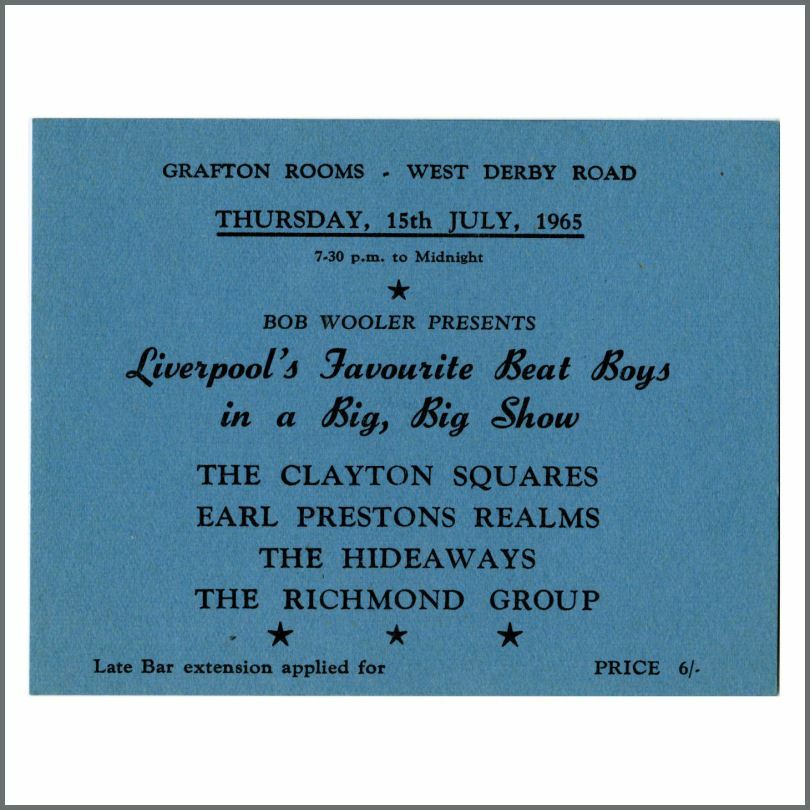 GRAFTON ROOMS - WEST DERBY ROAD
THURSDAY, 15th JULY, 1965
7-30 p.m. to Midnight
BOB WOOLER PRESENTS
Liverpool's Favourite Beat Boys
in a Big, Big Show
THE CLAYTON SQUARES
EARL PRESTONS REALMS
THE HIDEAWAYS
THE RICHMOND GROUP
Late Bar extension applied for PRICE 6/-